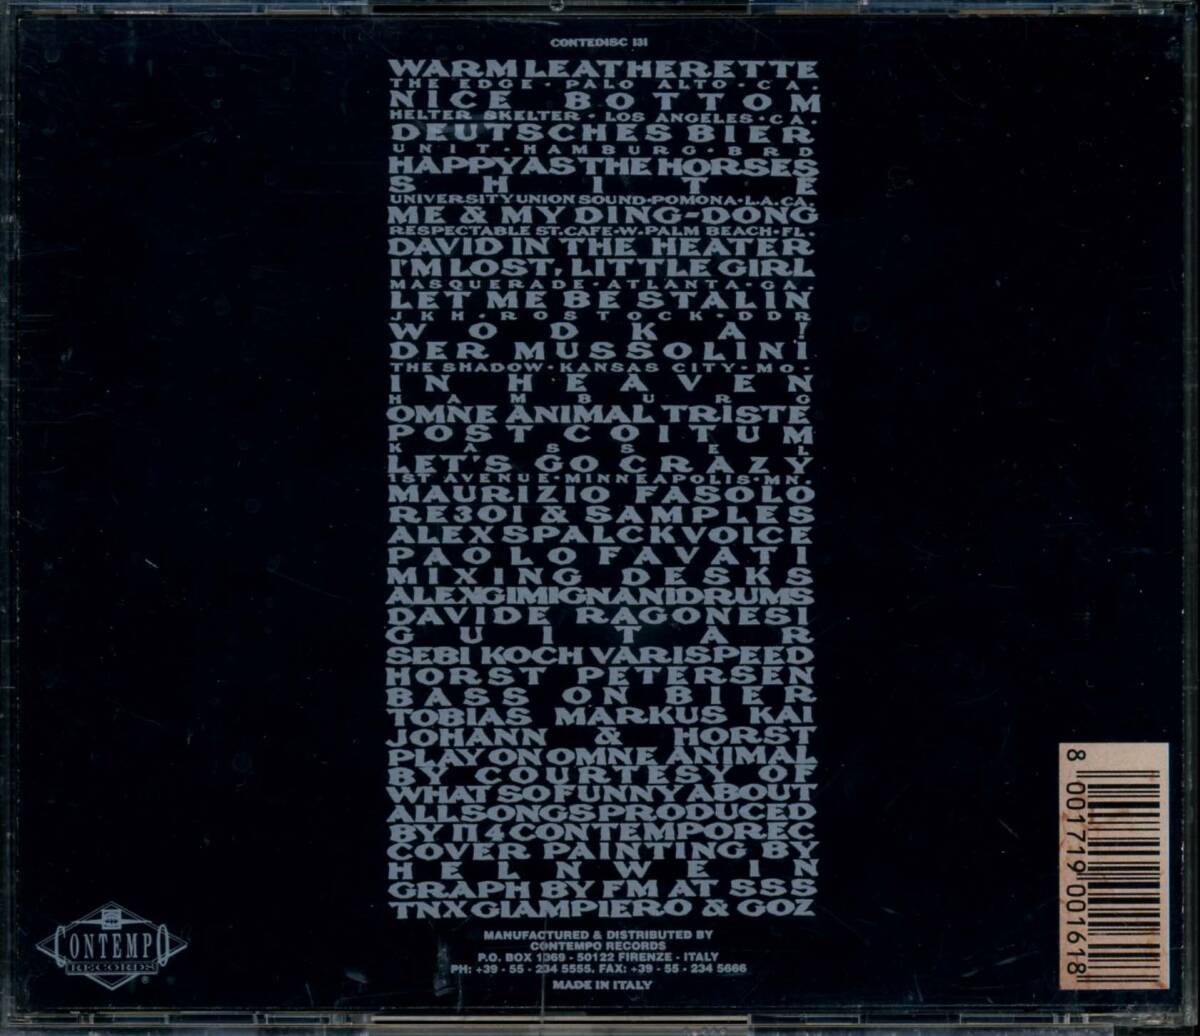 CONTEDISC 131
WARM LEATHERETTE
THE EDGE · PALO ALTO · CA.
NICE BOTTOM
HELTER SKELTER · LOS ANGELES · CA.
DEUTSCHES BIER
UNIT · HAMBURG · BRD
HAPPY AS THE HORSES
SHITE
UNIVERSITY UNION SOUND · POMONA · L.A. CA.
ME & MY DING-DONG
RESPECTABLE ST. CAFE · W. PALM BEACH · FL.
DAVID IN THE HEATER
I'M LOST, LITTLE GIRL
MASQUERADE · ATLANTA · GA.
LET ME BE STALIN
JKH · ROSTOCK · DDR
WODKA!
DER MUSSOLINI
THE SHADOW · KANSAS CITY · MO ·
IN HEAVEN
HAMBURG
OMNE ANIMAL TRISTE
POST COITUM
KASSEL
LET'S GO CRAZY
1ST AVENUE · MINNEAPOLIS · MN.
MAURIZIO FASOLO
RE301 & SAMPLES
ALEX SPALCK VOICE
PAOLO FAVATI
MIXING DESKS
ALEX GIMIGNANI DRUMS
DAVIDE RAGONESI
GUITAR
SEBI KOCH VARISPEED
HORST PETERSEN
BASS ON BIER
TOBIAS MARKUS KAI
JOHANN & HORST
PLAY ON OMNE ANIMAL
BY COURTESY OF
WHAT SO FUNNY ABOUT
ALL SONGS PRODUCED
BY Π4 CONTEMPO REC
COVER PAINTING BY
HELNWEIN
GRAPH BY FM AT SSS
TNX GIAMPIERO & GOZ
MANUFACTURED & DISTRIBUTED BY
CONTEMPO RECORDS
P.O. BOX 1369 - 50122 FIRENZE - ITALY
PH: +39 - 55 - 234 5555. FAX: +39 - 55 - 234 5666
MADE IN ITALY
CONTEMPO
RECORDS
®
8 001719 001618